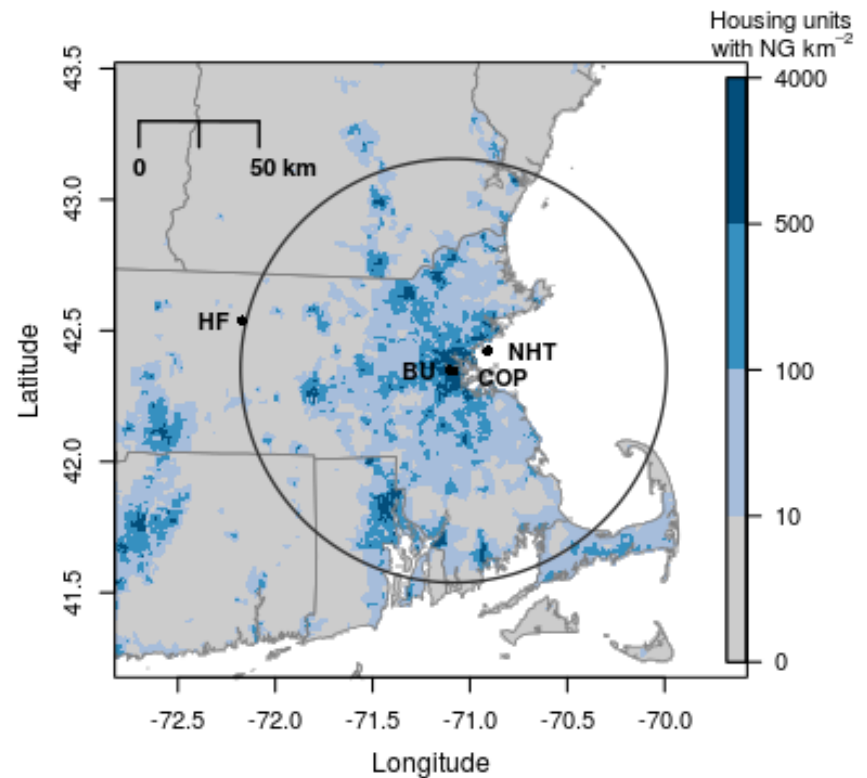 Housing units
with NG km⁻²
43.5
43.0
42.5
42.0
41.5
Latitude
0 50 km
HF
NHT
BU
COP
4000
500
100
10
0
-72.5 -72.0 -71.5 -71.0 -70.5 -70.0
Longitude